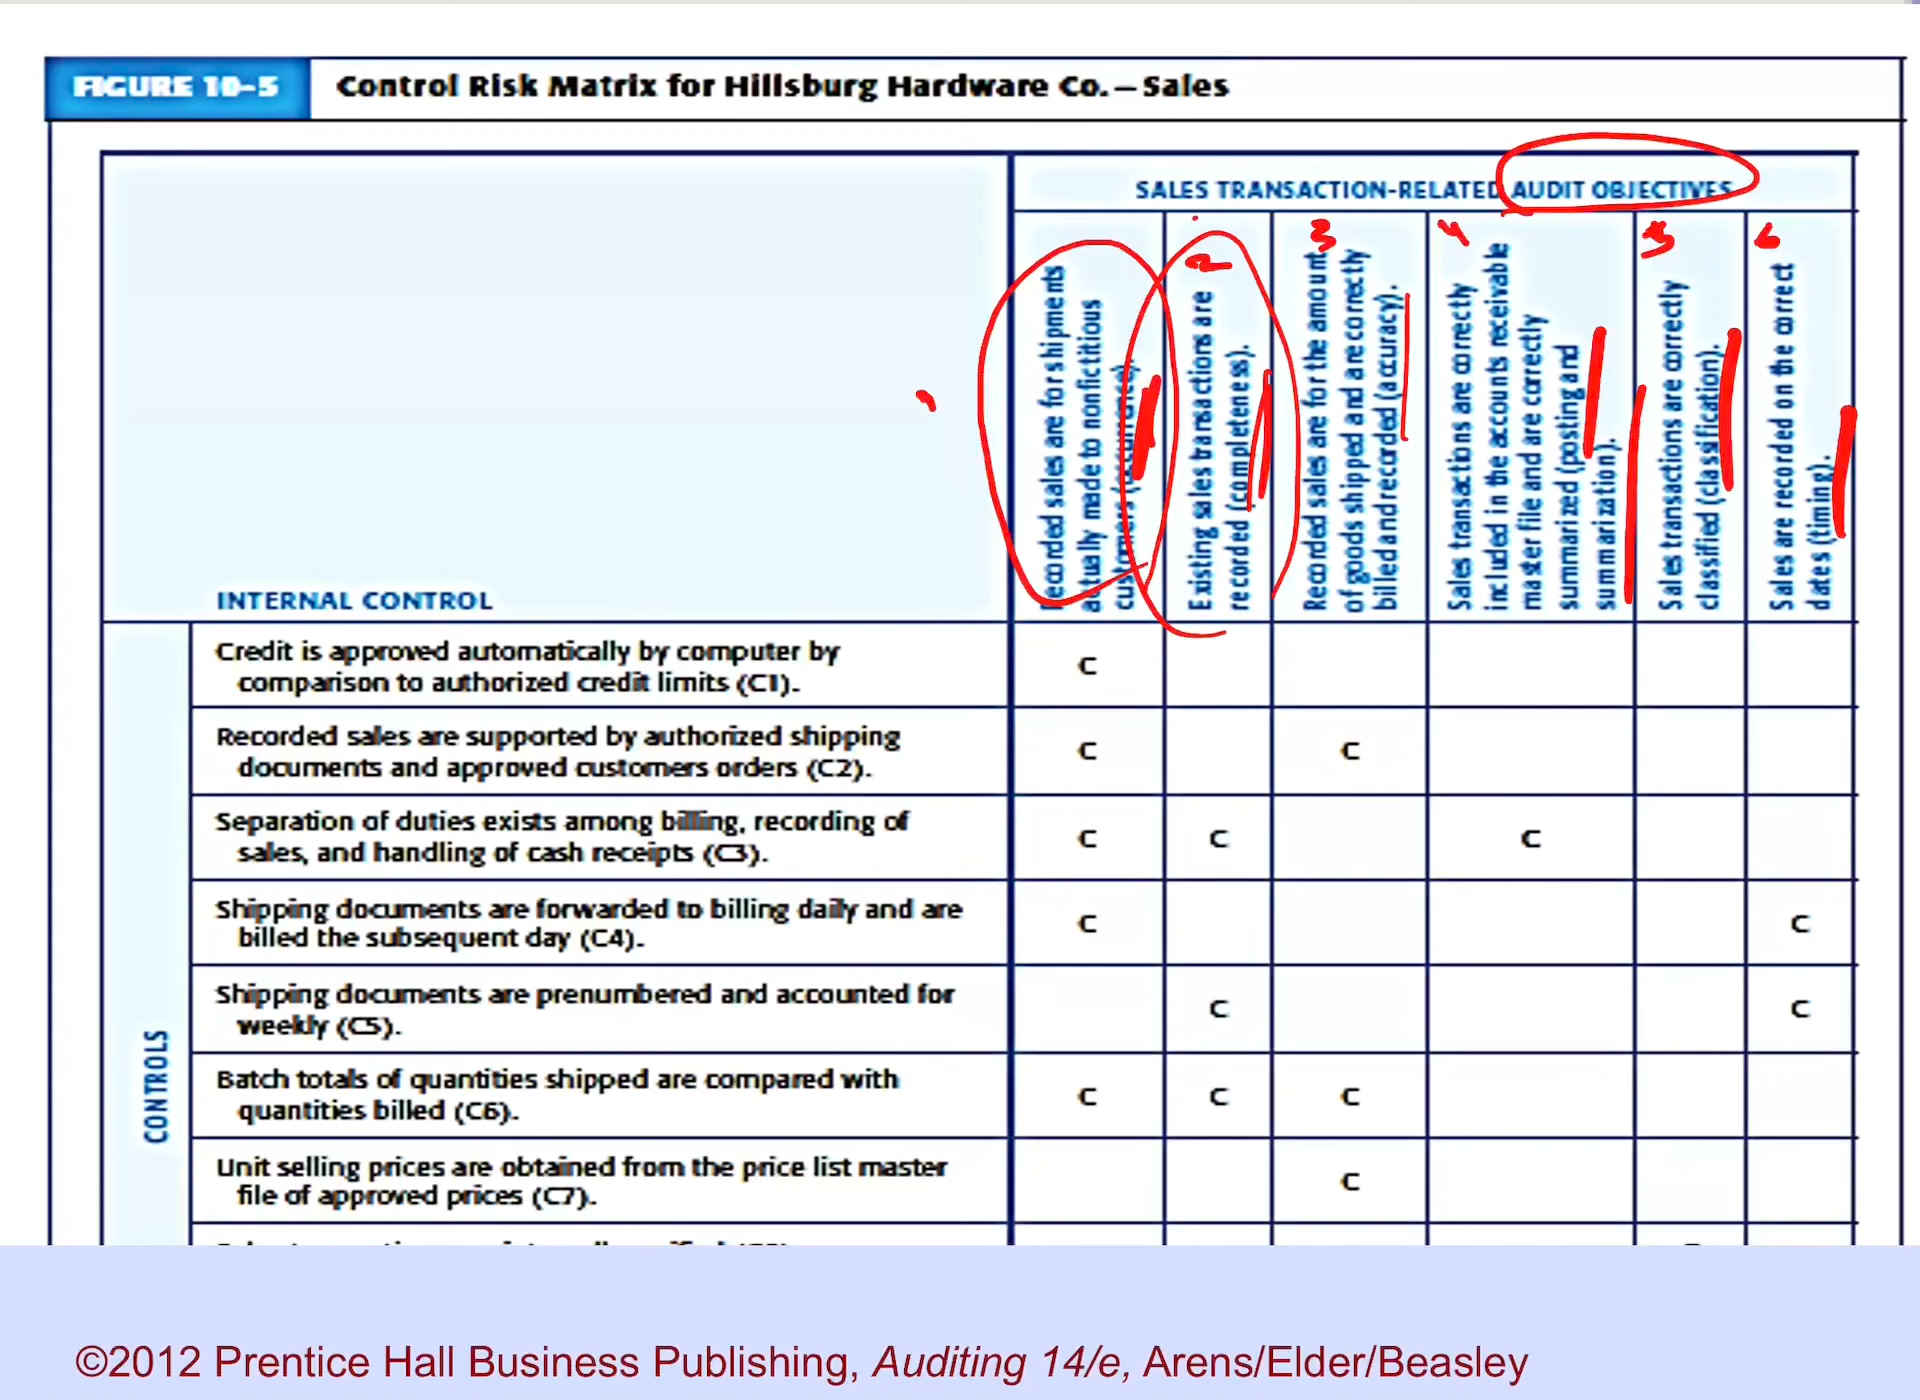 FIGURE 10-5 Control Risk Matrix for Hillsburg Hardware Co. – Sales
SALES TRANSACTION-RELATED AUDIT OBJECTIVES
2 3 4 5 6
Recorded sales are for shipments
actually made to nonfictitious
customers (occurrence).
Existing sales transactions are
recorded (completeness).
Recorded sales are for the amount
of goods shipped and are correctly
billed and recorded (accuracy).
Sales transactions are correctly
included in the accounts receivable
master file and are correctly
summarized (posting and
summarization).
Sales transactions are correctly
classified (classification).
Sales are recorded on the correct
dates (timing).
INTERNAL CONTROL
CONTROLS
Credit is approved automatically by computer by
comparison to authorized credit limits (C1).
C
Recorded sales are supported by authorized shipping
documents and approved customers orders (C2).
C C
Separation of duties exists among billing, recording of
sales, and handling of cash receipts (C3).
C C C
Shipping documents are forwarded to billing daily and are
billed the subsequent day (C4).
C C
Shipping documents are prenumbered and accounted for
weekly (C5).
C C
Batch totals of quantities shipped are compared with
quantities billed (C6).
C C C
Unit selling prices are obtained from the price list master
file of approved prices (C7).
C
©2012 Prentice Hall Business Publishing, Auditing 14/e, Arens/Elder/Beasley